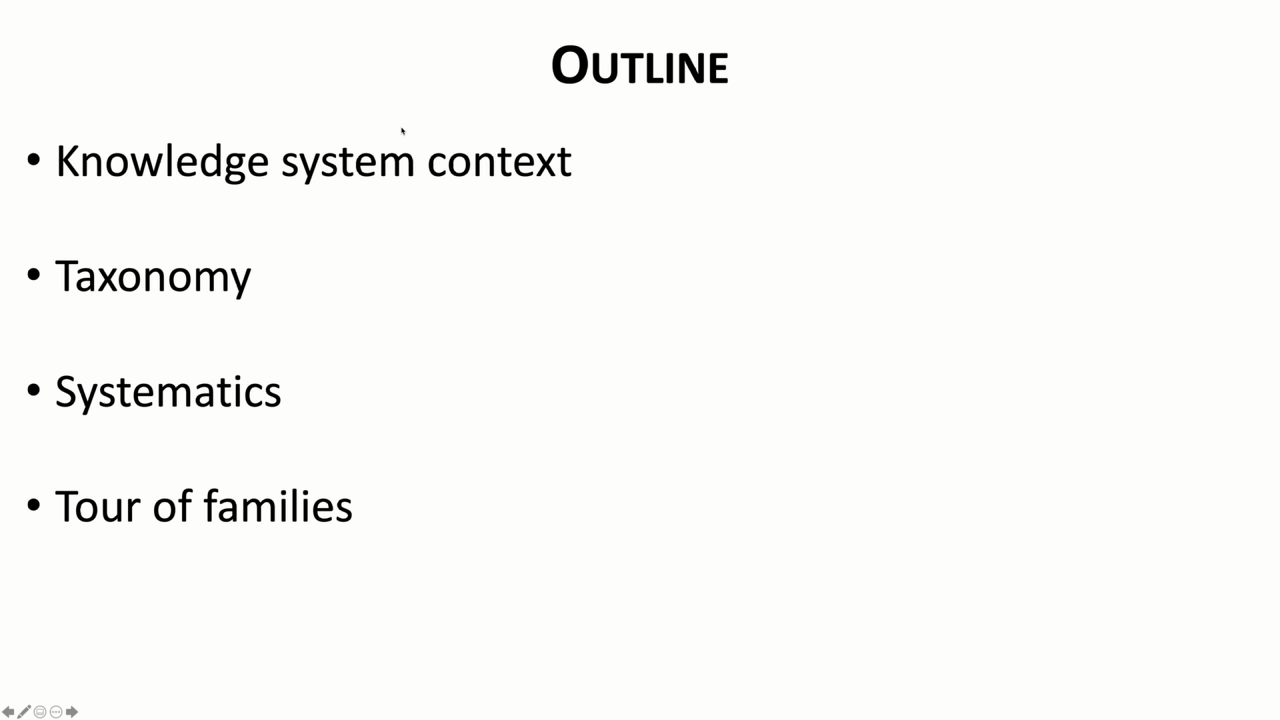 OUTLINE
• Knowledge system context
• Taxonomy
• Systematics
• Tour of families